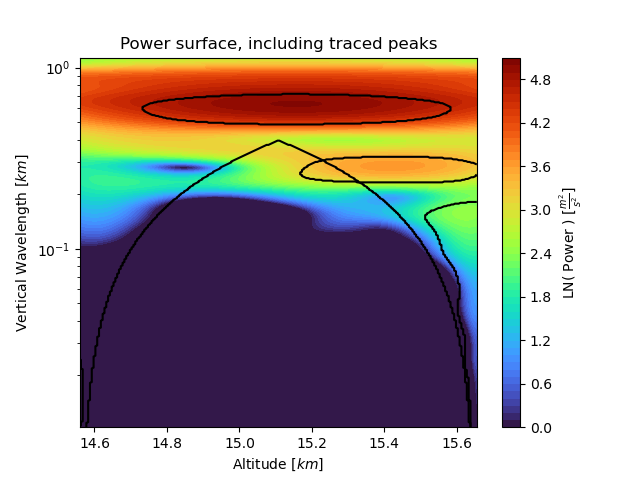 Power surface, including traced peaks
10⁰
10⁻¹
Vertical Wavelength [km]
14.6 14.8 15.0 15.2 15.4 15.6
Altitude [km]
4.8
4.2
3.6
3.0
2.4
1.8
1.2
0.6
0.0
LN( Power ) [m²/s²]